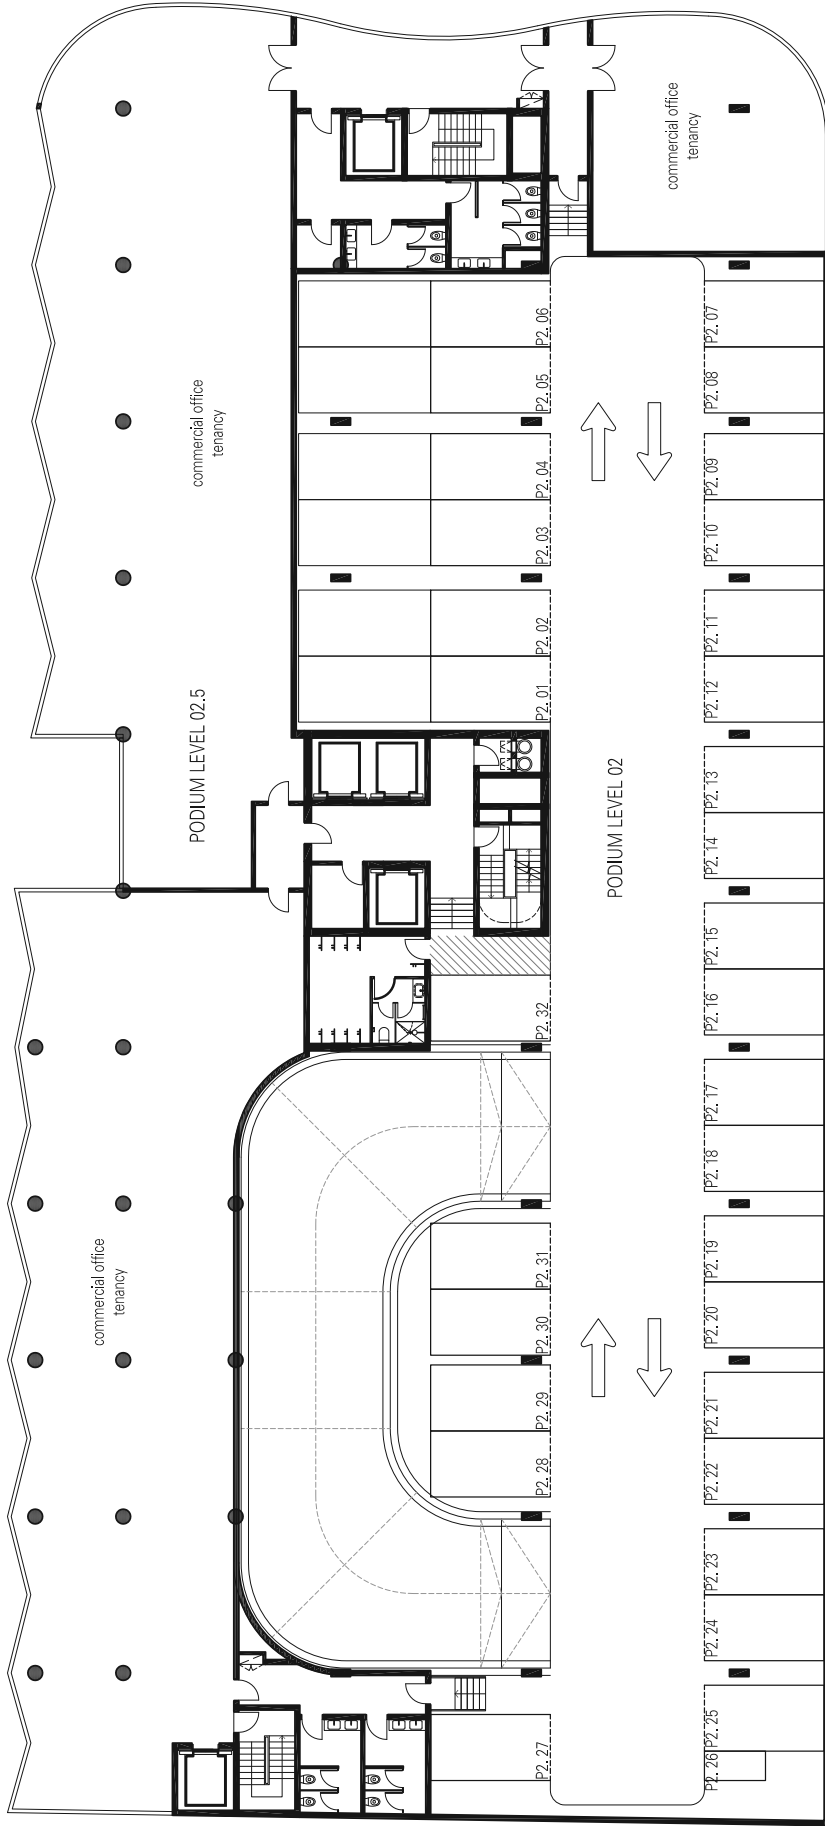 commercial office
tenancy
commercial office
tenancy
PODIUM LEVEL 02.5
PODIUM LEVEL 02
commercial office
tenancy
P2. 06
P2. 05
P2. 04
P2. 03
P2. 02
P2. 01
P2. 32
P2. 31
P2. 30
P2. 29
P2. 28
P2. 27
P2. 07
P2. 08
P2. 09
P2. 10
P2. 11
P2. 12
P2. 13
P2. 14
P2. 15
P2. 16
P2. 17
P2. 18
P2. 19
P2. 20
P2. 21
P2. 22
P2. 23
P2. 24
P2. 25
P2. 26